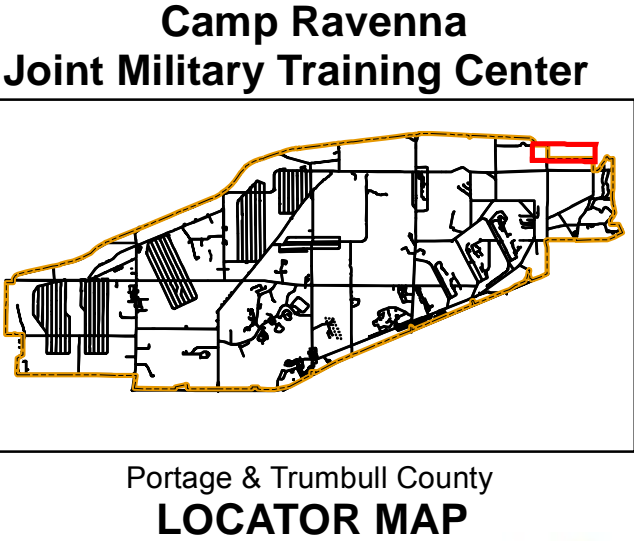 Camp Ravenna
Joint Military Training Center
Portage & Trumbull County
LOCATOR MAP